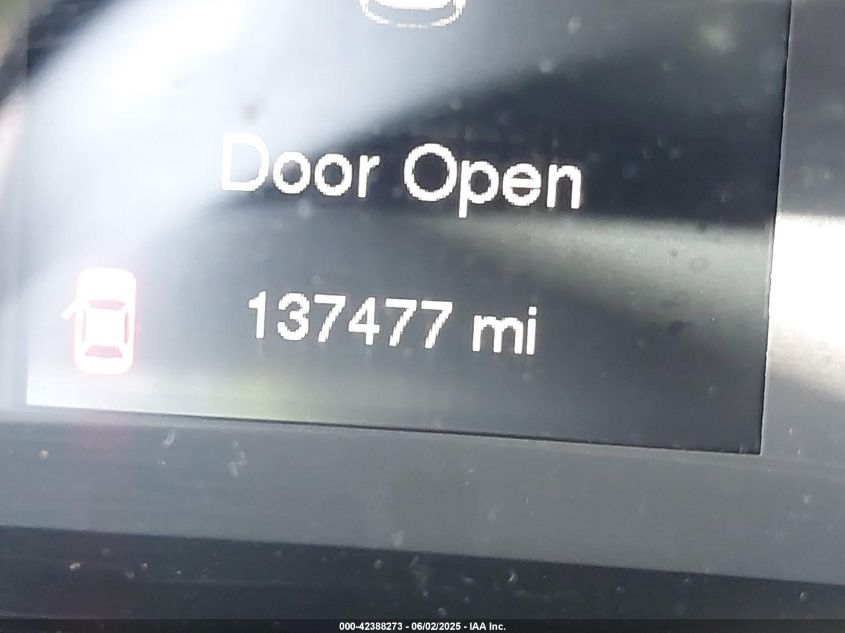 Door Open
137477 mi
000-42388273 - 06/02/2025 - IAA Inc.